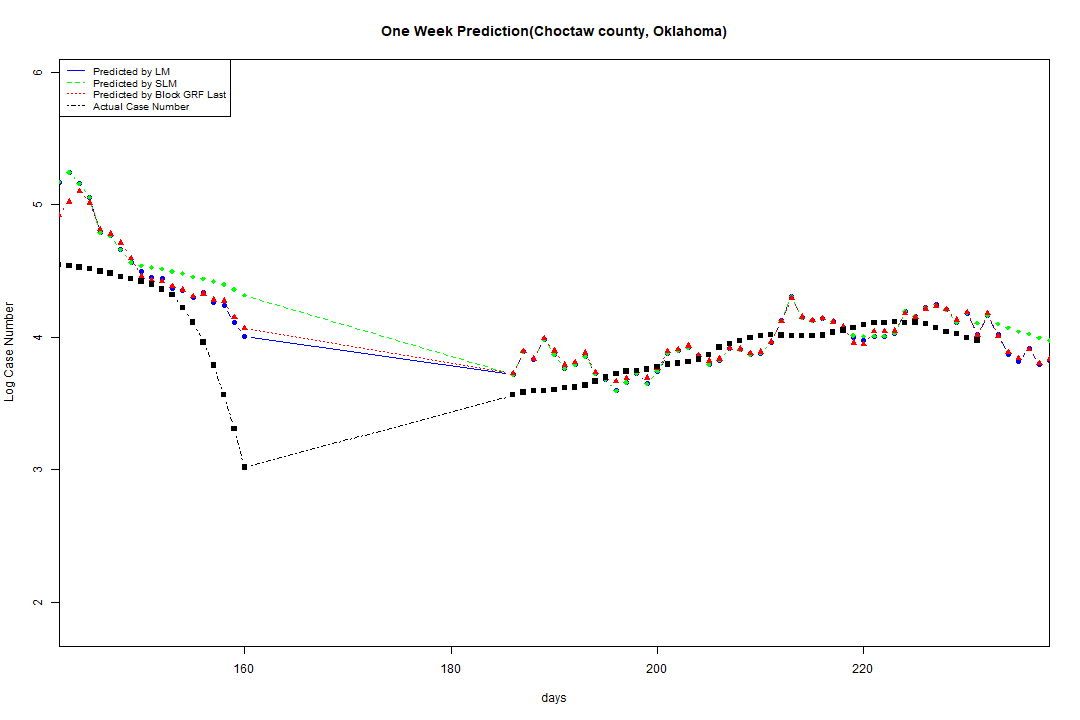 One Week Prediction(Choctaw county, Oklahoma)
Predicted by LM
Predicted by SLM
Predicted by Block GRF Last
Actual Case Number
6
5
4
3
2
Log Case Number
160 180 200 220
days